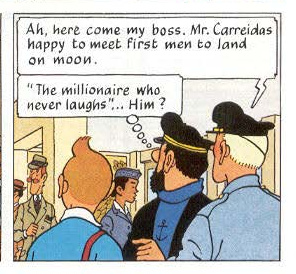 Ah, here come my boss. Mr. Carreidas
happy to meet first men to land
on moon.
"The millionaire who
never laughs"... Him ?